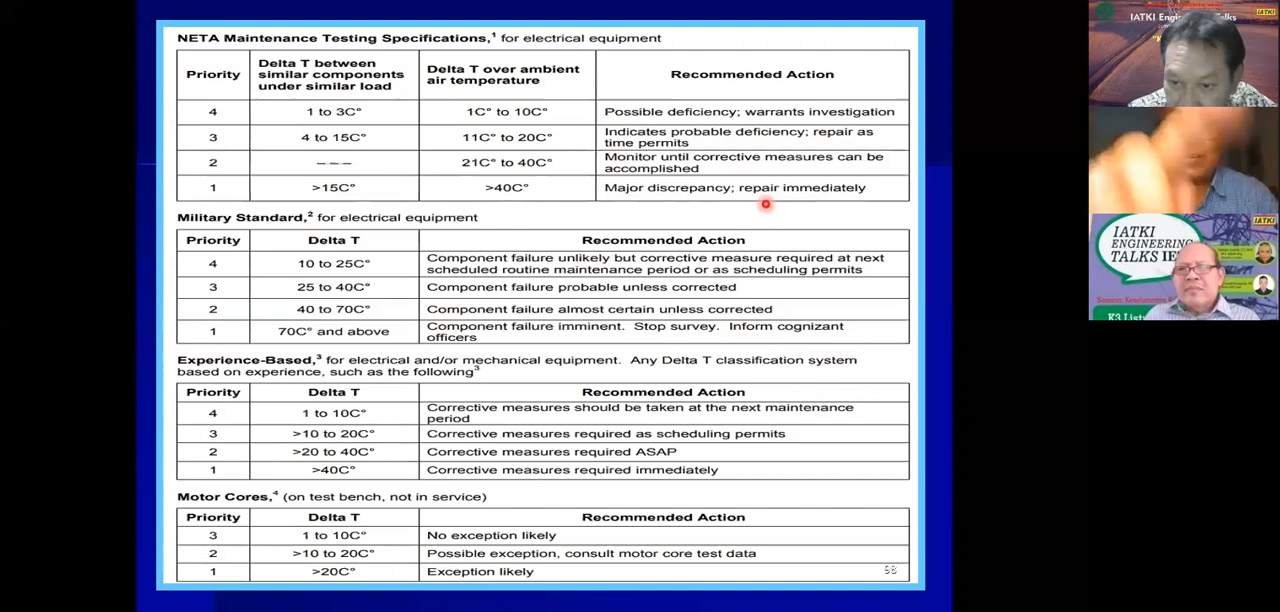 NETA Maintenance Testing Specifications,1 for electrical equipment
Priority
Delta T between
similar components
under similar load
Delta T over ambient
air temperature
Recommended Action
4 1 to 3C° 1C° to 10C° Possible deficiency; warrants investigation
3 4 to 15C° 11C° to 20C° Indicates probable deficiency; repair as
time permits
2 --- 21C° to 40C° Monitor until corrective measures can be
accomplished
1 >15C° >40C° Major discrepancy; repair immediately
Military Standard,2 for electrical equipment
Priority Delta T Recommended Action
4 10 to 25C° Component failure unlikely but corrective measure required at next
scheduled routine maintenance period or as scheduling permits
3 25 to 40C° Component failure probable unless corrected
2 40 to 70C° Component failure almost certain unless corrected
1 70C° and above Component failure imminent. Stop survey. Inform cognizant
officers
Experience-Based,3 for electrical and/or mechanical equipment. Any Delta T classification system
based on experience, such as the following3
Priority Delta T Recommended Action
4 1 to 10C° Corrective measures should be taken at the next maintenance
period
3 >10 to 20C° Corrective measures required as scheduling permits
2 >20 to 40C° Corrective measures required ASAP
1 >40C° Corrective measures required immediately
Motor Cores,4 (on test bench, not in service)
Priority Delta T Recommended Action
3 1 to 10C° No exception likely
2 >10 to 20C° Possible exception, consult motor core test data
1 >20C° Exception likely
98
IATKI
IATKI Eng
IATKI
IATKI
ENGINEERING
TALKS
K3 List